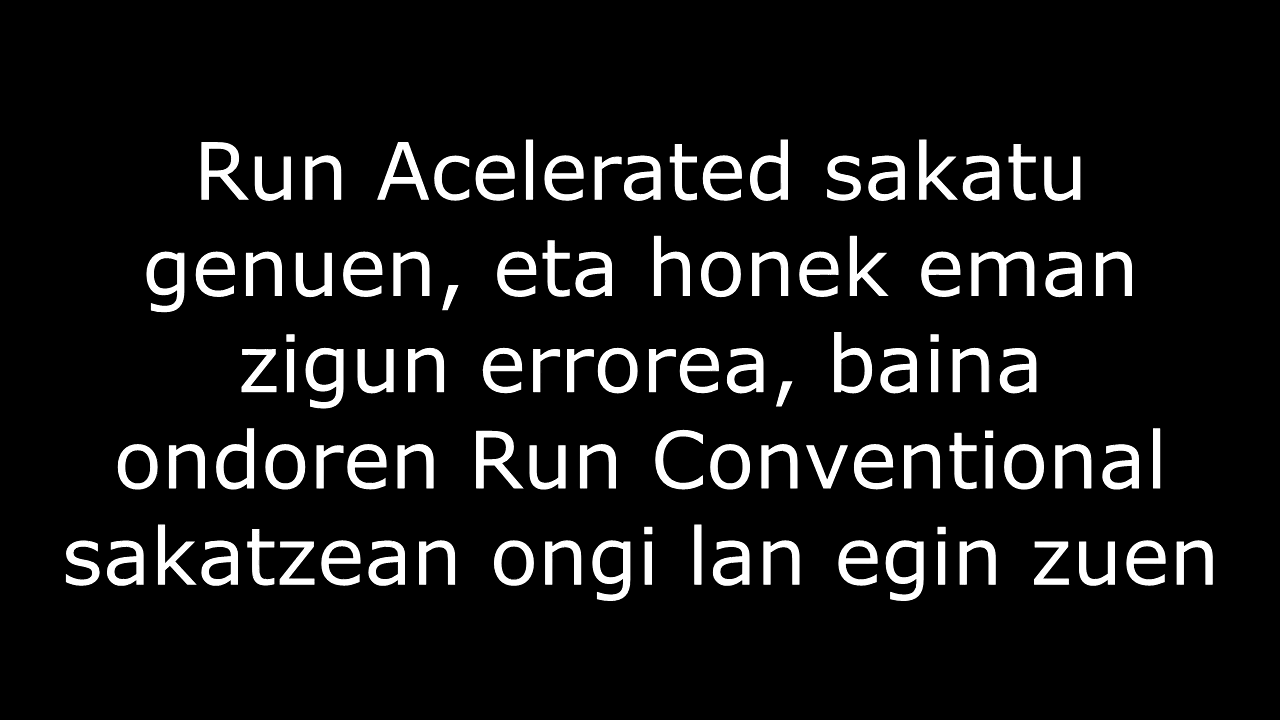 Run Acelerated sakatu
genuen, eta honek eman
zigun errorea, baina
ondoren Run Conventional
sakatzean ongi lan egin zuen